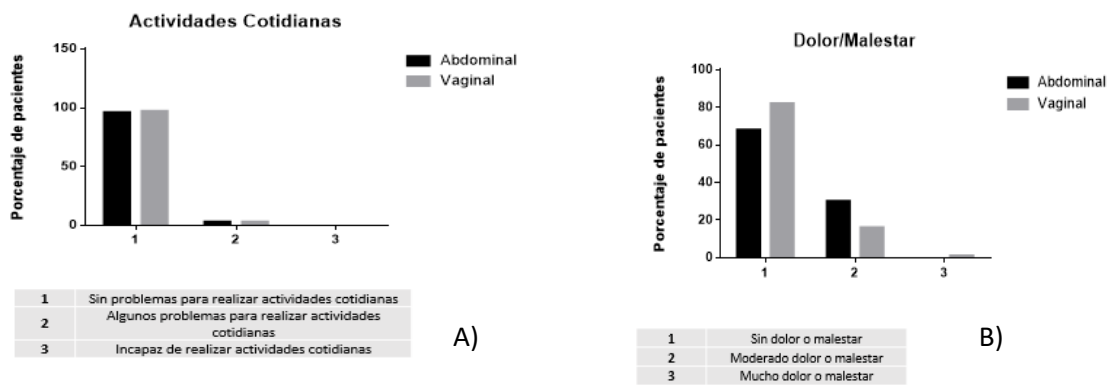 Actividades Cotidianas
Porcentaje de pacientes
150
100
50
0
1 2 3
Abdominal
Vaginal
1 Sin problemas para realizar actividades cotidianas
2 Algunos problemas para realizar actividades
cotidianas
3 Incapaz de realizar actividades cotidianas
A)
Dolor/Malestar
Porcentaje de pacientes
100
80
60
40
20
0
1 2 3
Abdominal
Vaginal
1 Sin dolor o malestar
2 Moderado dolor o malestar
3 Mucho dolor o malestar
B)